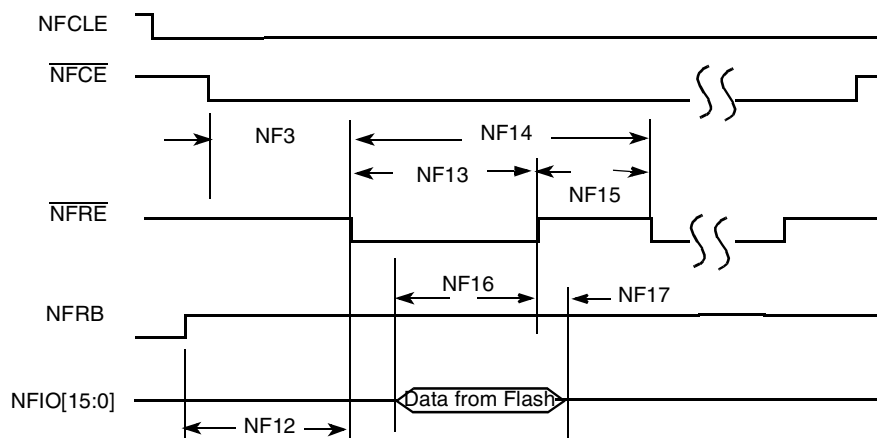 NFCLE
NFCE
NF3
NF14
NF13
NF15
NFRE
NF16
NF17
NFRB
NFIO[15:0]
Data from Flash
NF12